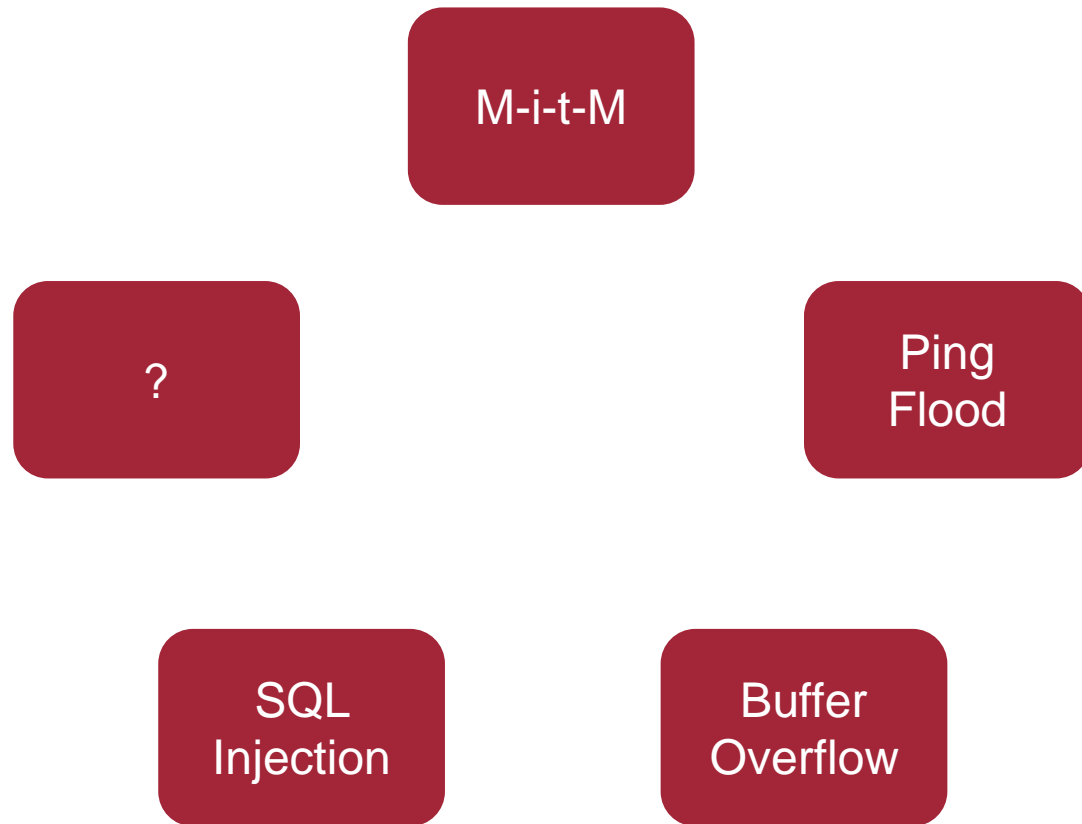 M-i-t-M
?
Ping
Flood
SQL
Injection
Buffer
Overflow